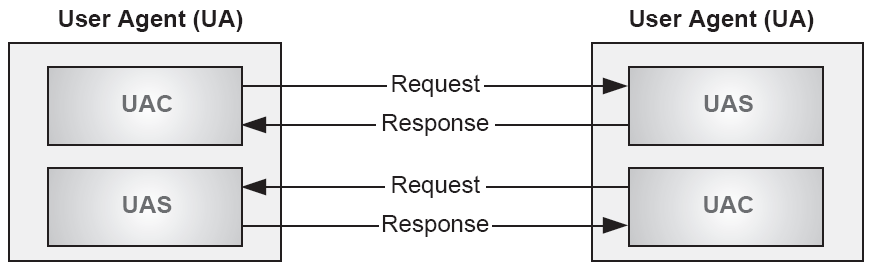 User Agent (UA) User Agent (UA)
UAC Request UAS
Response
UAS Request UAC
Response